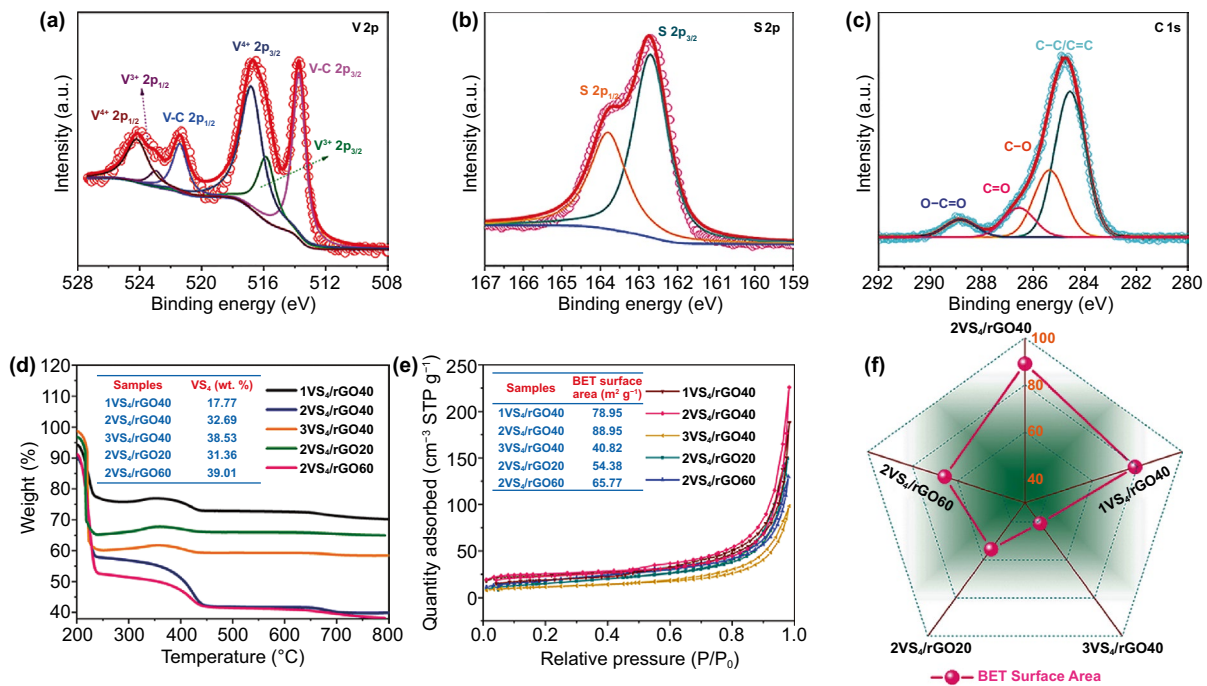 (a)
V 2p
V⁴⁺ 2p₃/₂
V-C 2p₃/₂
V³⁺ 2p₁/₂
V⁴⁺ 2p₁/₂
V-C 2p₁/₂
V³⁺ 2p₃/₂
Intensity (a.u.)
528 524 520 516 512 508
Binding energy (eV)
(b)
S 2p
S 2p₃/₂
S 2p₁/₂
Intensity (a.u.)
167 166 165 164 163 162 161 160 159
Binding energy (eV)
(c)
C 1s
C−C/C=C
C−O
C=O
O−C=O
Intensity (a.u.)
292 290 288 286 284 282 280
Binding energy (eV)
(d)
120
110
100
90
80
70
60
50
40
Weight (%)
Samples VS₄ (wt. %)
1VS₄/rGO40 17.77
2VS₄/rGO40 32.69
3VS₄/rGO40 38.53
2VS₄/rGO20 31.36
2VS₄/rGO60 39.01
1VS₄/rGO40
2VS₄/rGO40
3VS₄/rGO40
2VS₄/rGO20
2VS₄/rGO60
200 300 400 500 600 700 800
Temperature (°C)
(e)
250
225
200
175
150
125
100
75
50
25
0
Quantity adsorbed (cm⁻³ STP g⁻¹)
Samples BET surface
area (m² g⁻¹)
1VS₄/rGO40 78.95
2VS₄/rGO40 88.95
3VS₄/rGO40 40.82
2VS₄/rGO20 54.38
2VS₄/rGO60 65.77
1VS₄/rGO40
2VS₄/rGO40
3VS₄/rGO40
2VS₄/rGO20
2VS₄/rGO60
0.0 0.2 0.4 0.6 0.8 1.0
Relative pressure (P/P₀)
(f)
2VS₄/rGO40
100
80
60
40
1VS₄/rGO40
2VS₄/rGO60
2VS₄/rGO20
3VS₄/rGO40
BET Surface Area